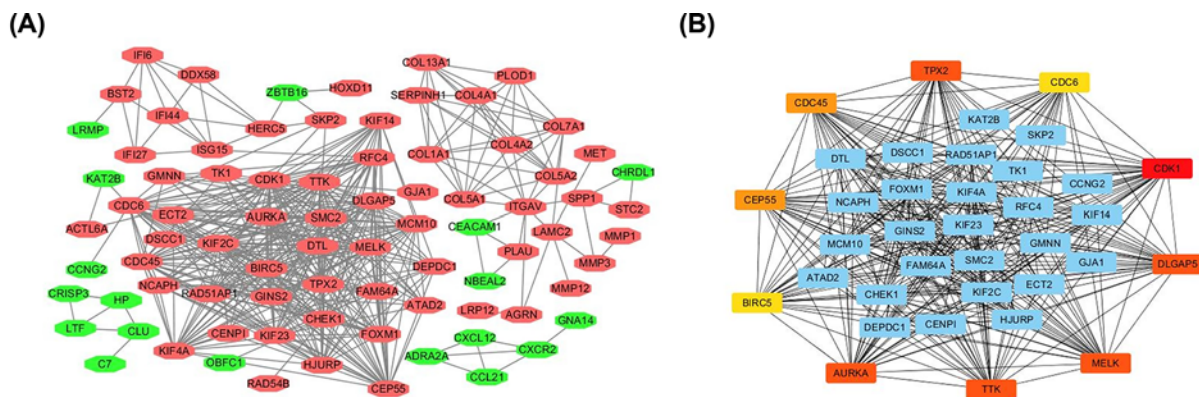 (A)
IFI6
DDX58
BST2
IFI44
LRMP
IFI27
ISG15
HERC5
ZBTB16
HOXD11
SKP2
KIF14
COL13A1
PLOD1
SERPINH1
COL4A1
COL7A1
COL1A1
COL4A2
COL5A2
COL5A1
MET
CHRDL1
SPP1
STC2
ITGAV
LAMC2
MMP1
MMP3
MMP12
CEACAM1
PLAU
NBEAL2
LRP12
AGRN
GNA14
CXCL12
CXCR2
ADRA2A
CCL21
KAT2B
GMNN
TK1
RFC4
CDK1
TTK
DLGAP5
GJA1
CDC6
ECT2
AURKA
SMC2
MCM10
ACTL6A
DSCC1
KIF2C
DTL
MELK
CDC45
CCNG2
BIRC5
DEPDC1
NCAPH
RAD51AP1
TPX2
FAM64A
GINS2
ATAD2
CHEK1
CENPI
KIF23
FOXM1
KIF4A
OBFC1
HJURP
RAD54B
CEP55
CRISP3
HP
LTF
CLU
C7
(B)
TPX2
CDC6
CDC45
KAT2B
SKP2
DTL
DSCC1
RAD51AP1
TK1
CDK1
CCNG2
CEP55
NCAPH
FOXM1
KIF4A
RFC4
KIF14
GINS2
KIF23
MCM10
GMNN
DLGAP5
FAM64A
SMC2
GJA1
ATAD2
CHEK1
KIF2C
ECT2
BIRC5
DEPDC1
CENPI
HJURP
MELK
AURKA
TTK